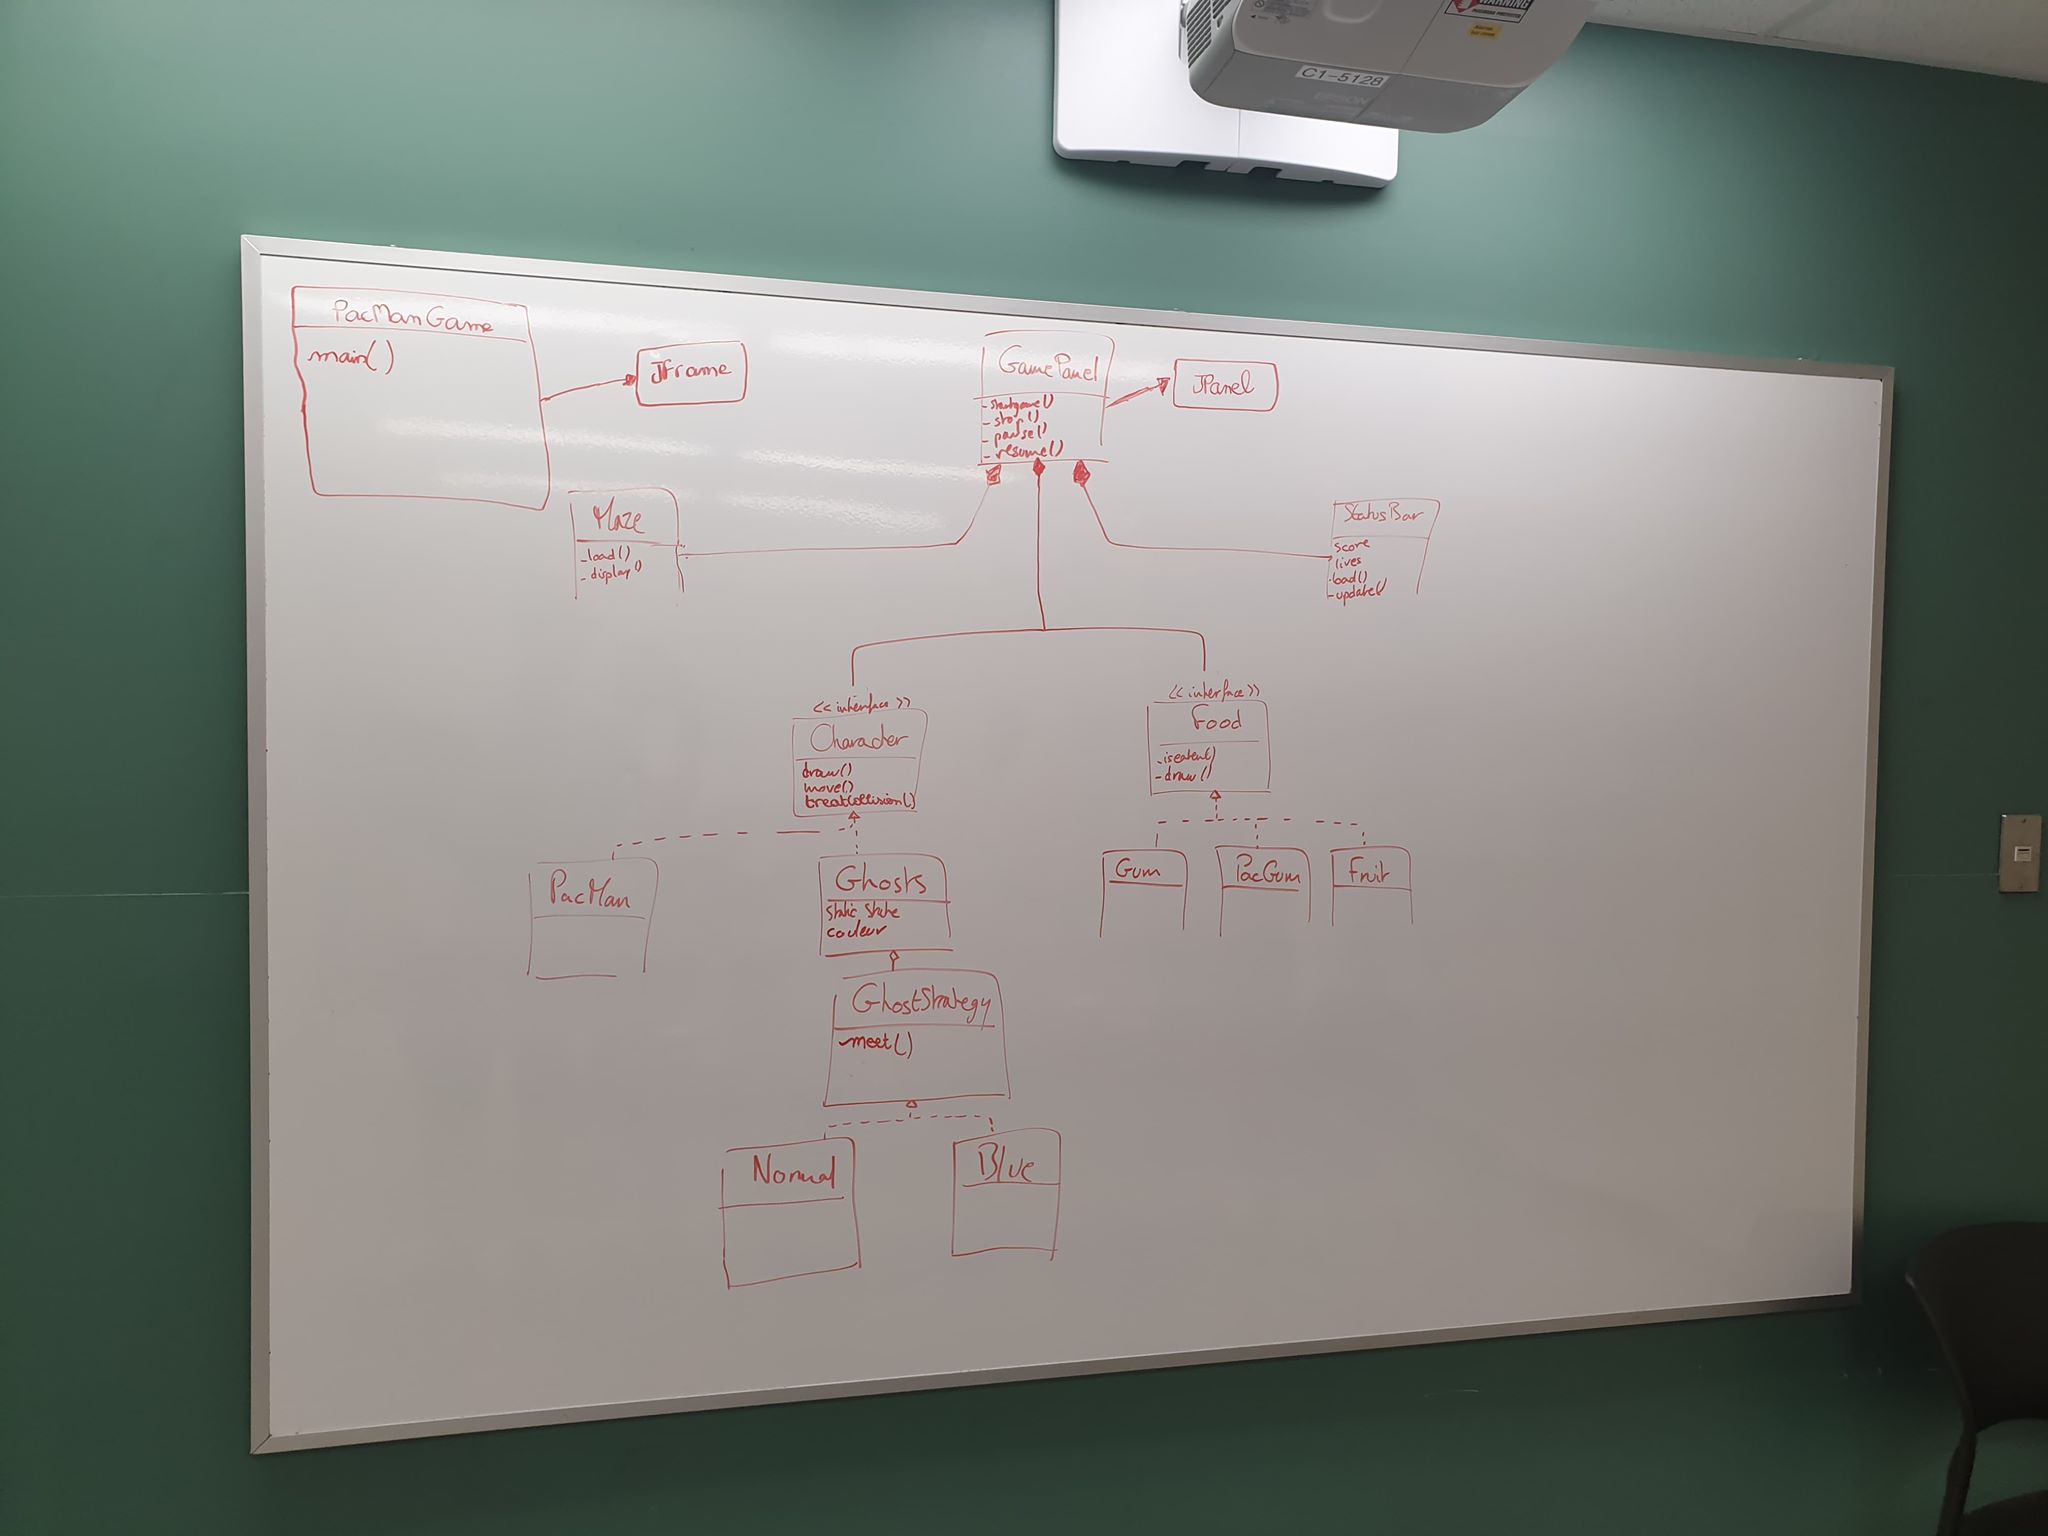 WARNING
C1-5128
EPSON
PacManGame
main()
JFrame
GamePanel
- startgame()
- stop()
- pause()
- resume()
JPanel
Maze
- load()
- display()
StatusBar
score
lives
- load()
- update()
<<interface>>
Character
draw()
move()
treatCollision()
<<interface>>
Food
- iseaten()
- draw()
PacMan
Ghosts
static state
couleur
Gum
PacGum
Fruit
GhostStrategy
- meet()
Normal
Blue